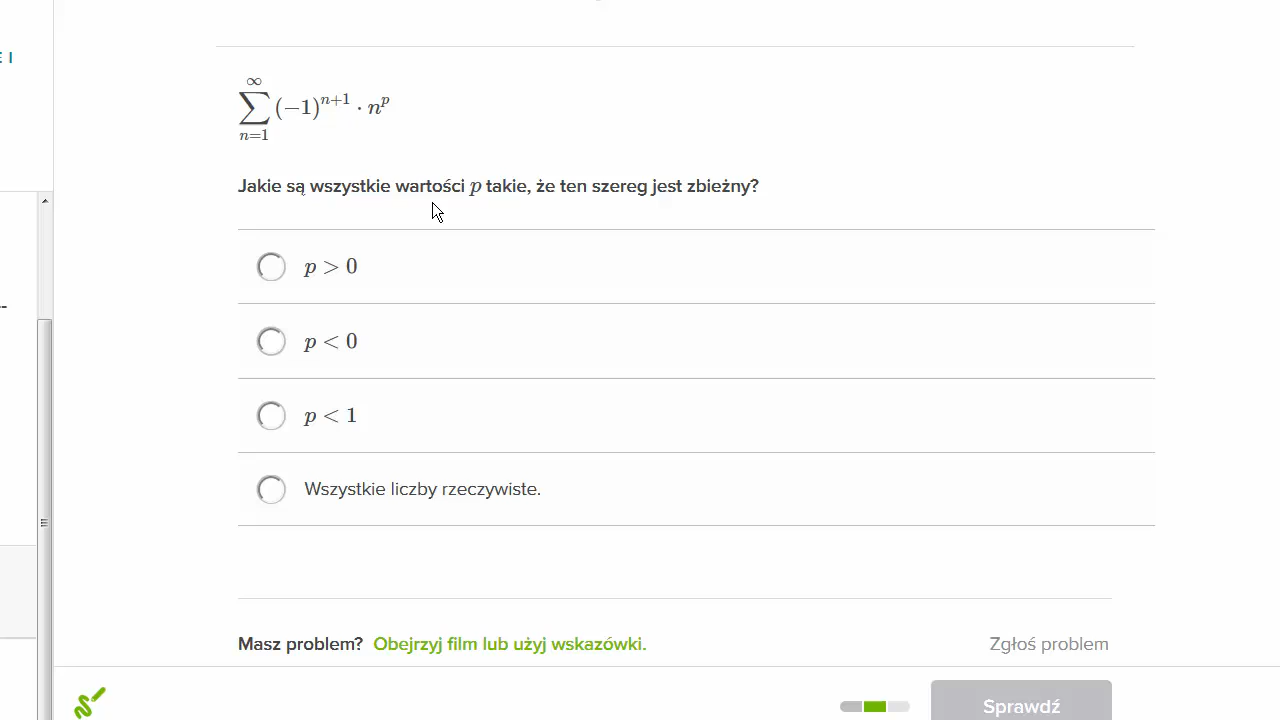 E I
∞
∑ (−1)^{n+1} · n^p
n=1
Jakie są wszystkie wartości p takie, że ten szereg jest zbieżny?
p > 0
p < 0
p < 1
Wszystkie liczby rzeczywiste.
Masz problem? Obejrzyj film lub użyj wskazówki.
Zgłoś problem
Sprawdź